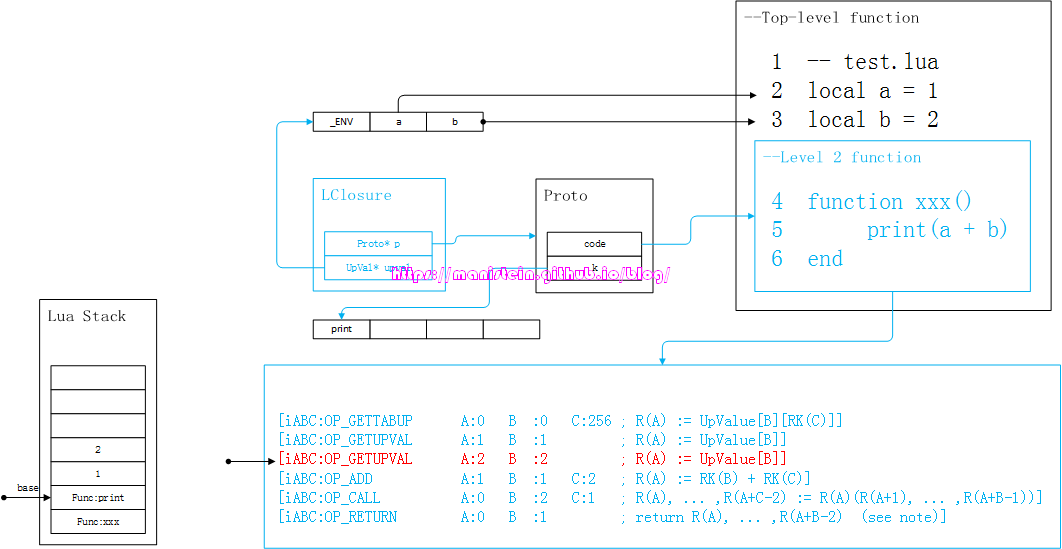 --Top-level function
1 -- test.lua
2 local a = 1
3 local b = 2
--Level 2 function
4 function xxx()
5 print(a + b)
6 end
_ENV a b
LClosure
Proto* p
UpVal* upval
Proto
code
k
https://manistein.github.io/blog/
print
Lua Stack
2
1
base
Func:print
Func:xxx
[iABC:OP_GETTABUP A:0 B :0 C:256 ; R(A) := UpValue[B][RK(C)]]
[iABC:OP_GETUPVAL A:1 B :1 ; R(A) := UpValue[B]]
[iABC:OP_GETUPVAL A:2 B :2 ; R(A) := UpValue[B]]
[iABC:OP_ADD A:1 B :1 C:2 ; R(A) := RK(B) + RK(C)]
[iABC:OP_CALL A:0 B :2 C:1 ; R(A), ... ,R(A+C-2) := R(A)(R(A+1), ... ,R(A+B-1))]
[iABC:OP_RETURN A:0 B :1 ; return R(A), ... ,R(A+B-2) (see note)]